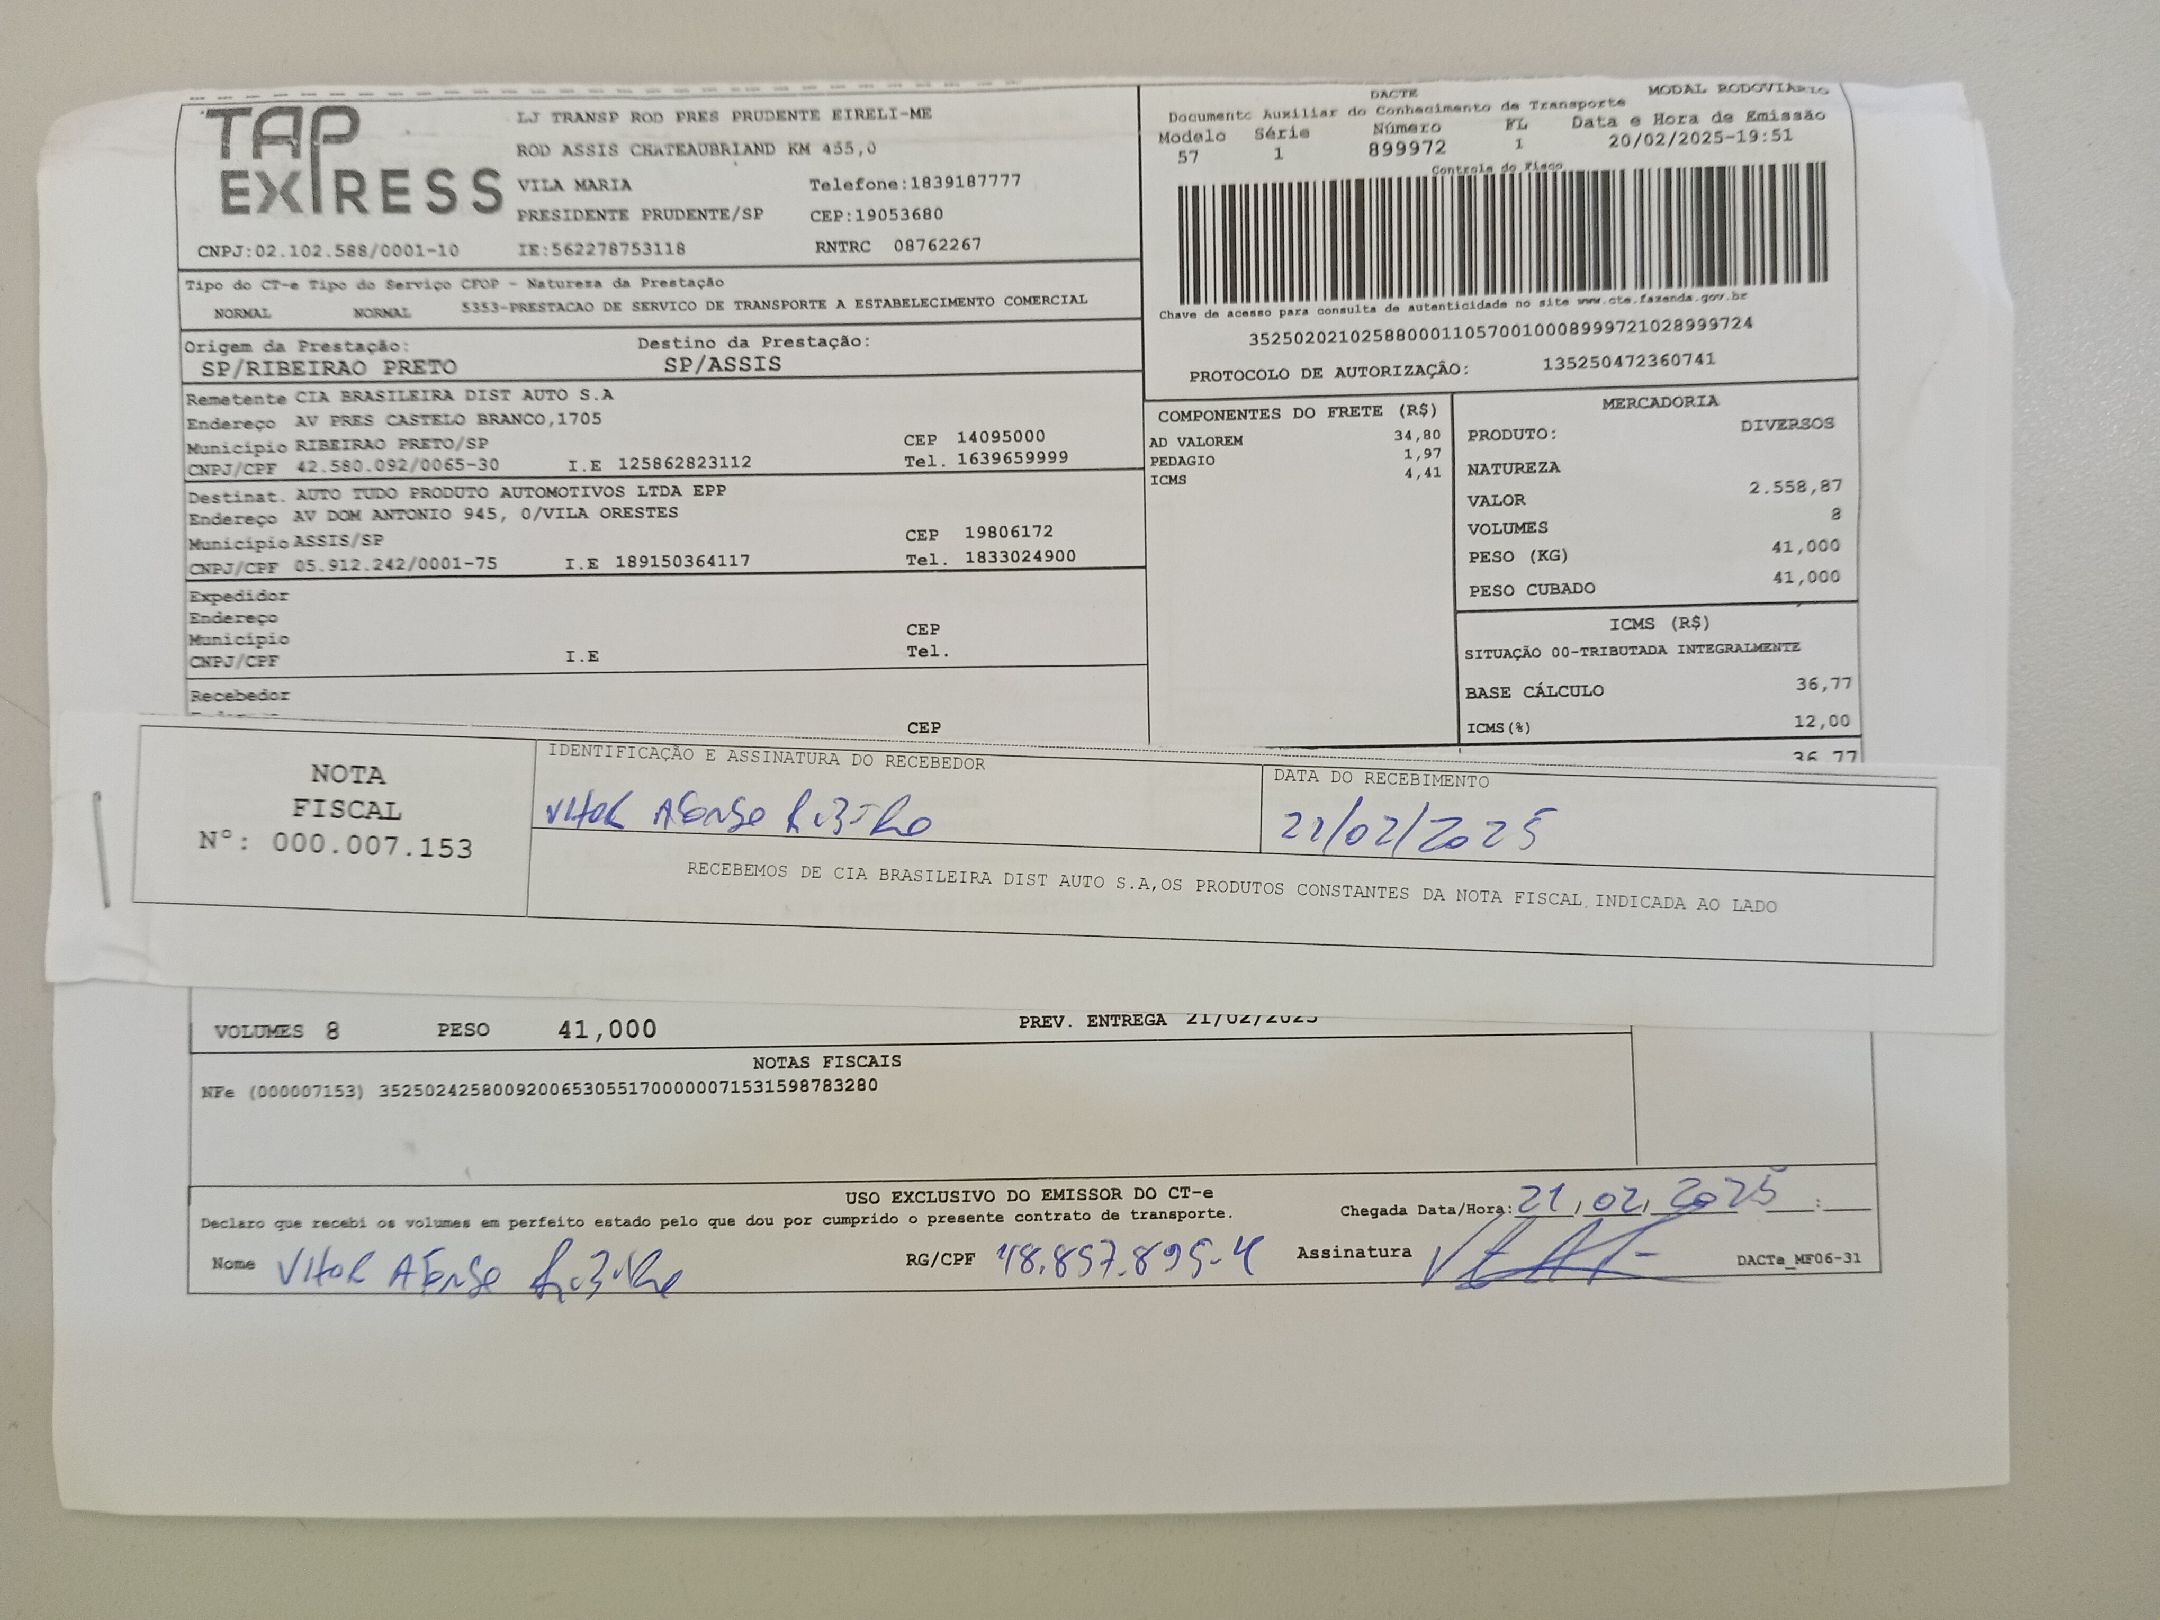 TAP EXPRESS
LJ TRANSP ROD PRES PRUDENTE EIRELI-ME
ROD ASSIS CHATEAUBRIAND KM 455,0
VILA MARIA Telefone:1839187777
PRESIDENTE PRUDENTE/SP CEP:19053680
CNPJ:02.102.588/0001-10 IE:562278753118 RNTRC 08762267
DACTE MODAL RODOVIÁRIO
Documento Auxiliar do Conhecimento de Transporte
Modelo Série Número FL Data e Hora de Emissão
57 1 899972 1 20/02/2025-19:51
Controle do Fisco
Chave de acesso para consulta de autenticidade no site www.cte.fazenda.gov.br
35250202102588000110570010008999721028999724
PROTOCOLO DE AUTORIZAÇÃO: 135250472360741
Tipo do CT-e Tipo do Serviço CFOP - Natureza da Prestação
NORMAL NORMAL 5353-PRESTACAO DE SERVICO DE TRANSPORTE A ESTABELECIMENTO COMERCIAL
Origem da Prestação: Destino da Prestação:
SP/RIBEIRAO PRETO SP/ASSIS
Remetente CIA BRASILEIRA DIST AUTO S.A
Endereço AV PRES CASTELO BRANCO,1705
Município RIBEIRAO PRETO/SP CEP 14095000
CNPJ/CPF 42.580.092/0065-30 I.E 125862823112 Tel. 1639659999
Destinat. AUTO TUDO PRODUTO AUTOMOTIVOS LTDA EPP
Endereço AV DOM ANTONIO 945, 0/VILA ORESTES
Município ASSIS/SP CEP 19806172
CNPJ/CPF 05.912.242/0001-75 I.E 189150364117 Tel. 1833024900
Expedidor
Endereço
Município CEP
CNPJ/CPF I.E Tel.
Recebedor
CEP
COMPONENTES DO FRETE (R$)
AD VALOREM 34,80
PEDAGIO 1,97
ICMS 4,41
MERCADORIA
PRODUTO: DIVERSOS
NATUREZA
VALOR 2.558,87
VOLUMES 8
PESO (KG) 41,000
PESO CUBADO 41,000
ICMS (R$)
SITUAÇÃO 00-TRIBUTADA INTEGRALMENTE
BASE CÁLCULO 36,77
ICMS(%) 12,00
36,77
NOTA
FISCAL
Nº: 000.007.153
IDENTIFICAÇÃO E ASSINATURA DO RECEBEDOR
VITOR AFONSO
DATA DO RECEBIMENTO
21/02/2025
RECEBEMOS DE CIA BRASILEIRA DIST AUTO S.A,OS PRODUTOS CONSTANTES DA NOTA FISCAL INDICADA AO LADO
VOLUMES 8 PESO 41,000 PREV. ENTREGA 21/02/2025
NOTAS FISCAIS
NFe (000007153) 35250242580092006530551700000071531598783280
USO EXCLUSIVO DO EMISSOR DO CT-e
Declaro que recebi os volumes em perfeito estado pelo que dou por cumprido o presente contrato de transporte.
Chegada Data/Hora: 21/02/2025 :
Nome VITOR AFONSO RG/CPF 48.857.895-4 Assinatura
DACTe_MF06-31